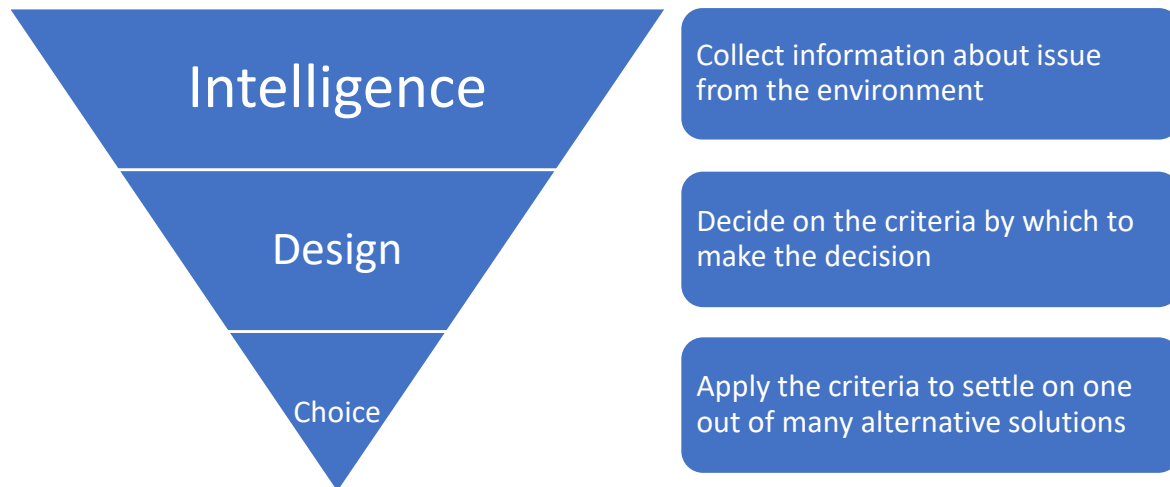 Intelligence
Collect information about issue
from the environment
Design
Decide on the criteria by which to
make the decision
Choice
Apply the criteria to settle on one
out of many alternative solutions